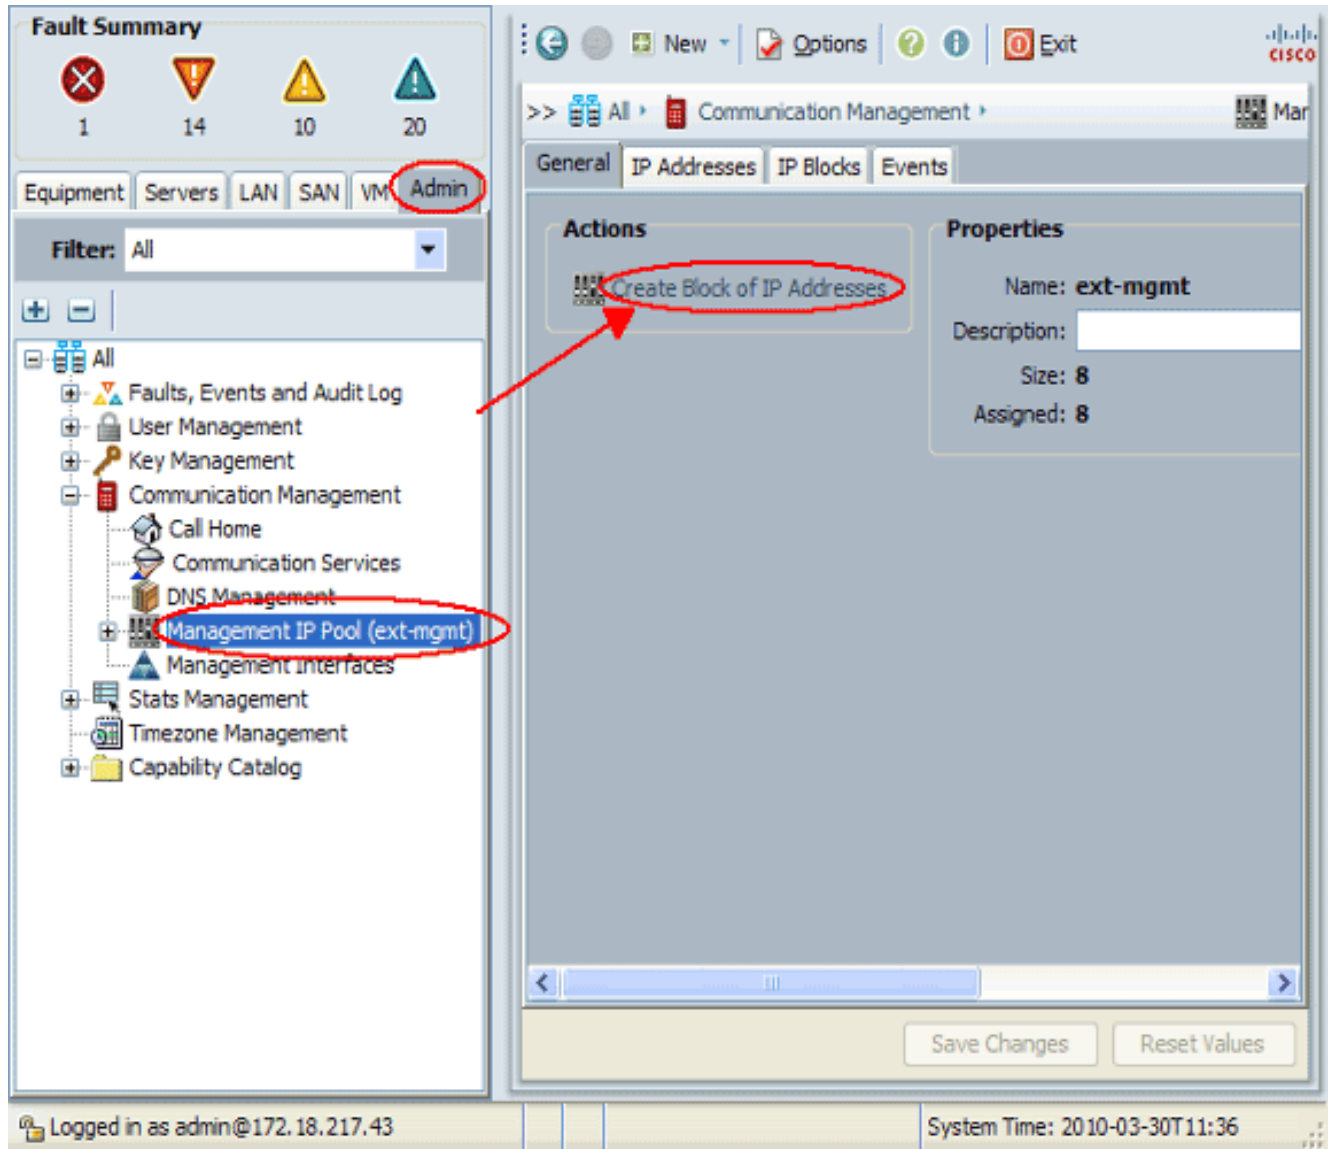 Fault Summary
1 14 10 20
Equipment Servers LAN SAN VM Admin
Filter: All
All
Faults, Events and Audit Log
User Management
Key Management
Communication Management
Call Home
Communication Services
DNS Management
Management IP Pool (ext-mgmt)
Management Interfaces
Stats Management
Timezone Management
Capability Catalog
New Options Exit
CISCO
>> All Communication Management Man
General IP Addresses IP Blocks Events
Actions
Create Block of IP Addresses
Properties
Name: ext-mgmt
Description:
Size: 8
Assigned: 8
Save Changes Reset Values
Logged in as admin@172.18.217.43
System Time: 2010-03-30T11:36